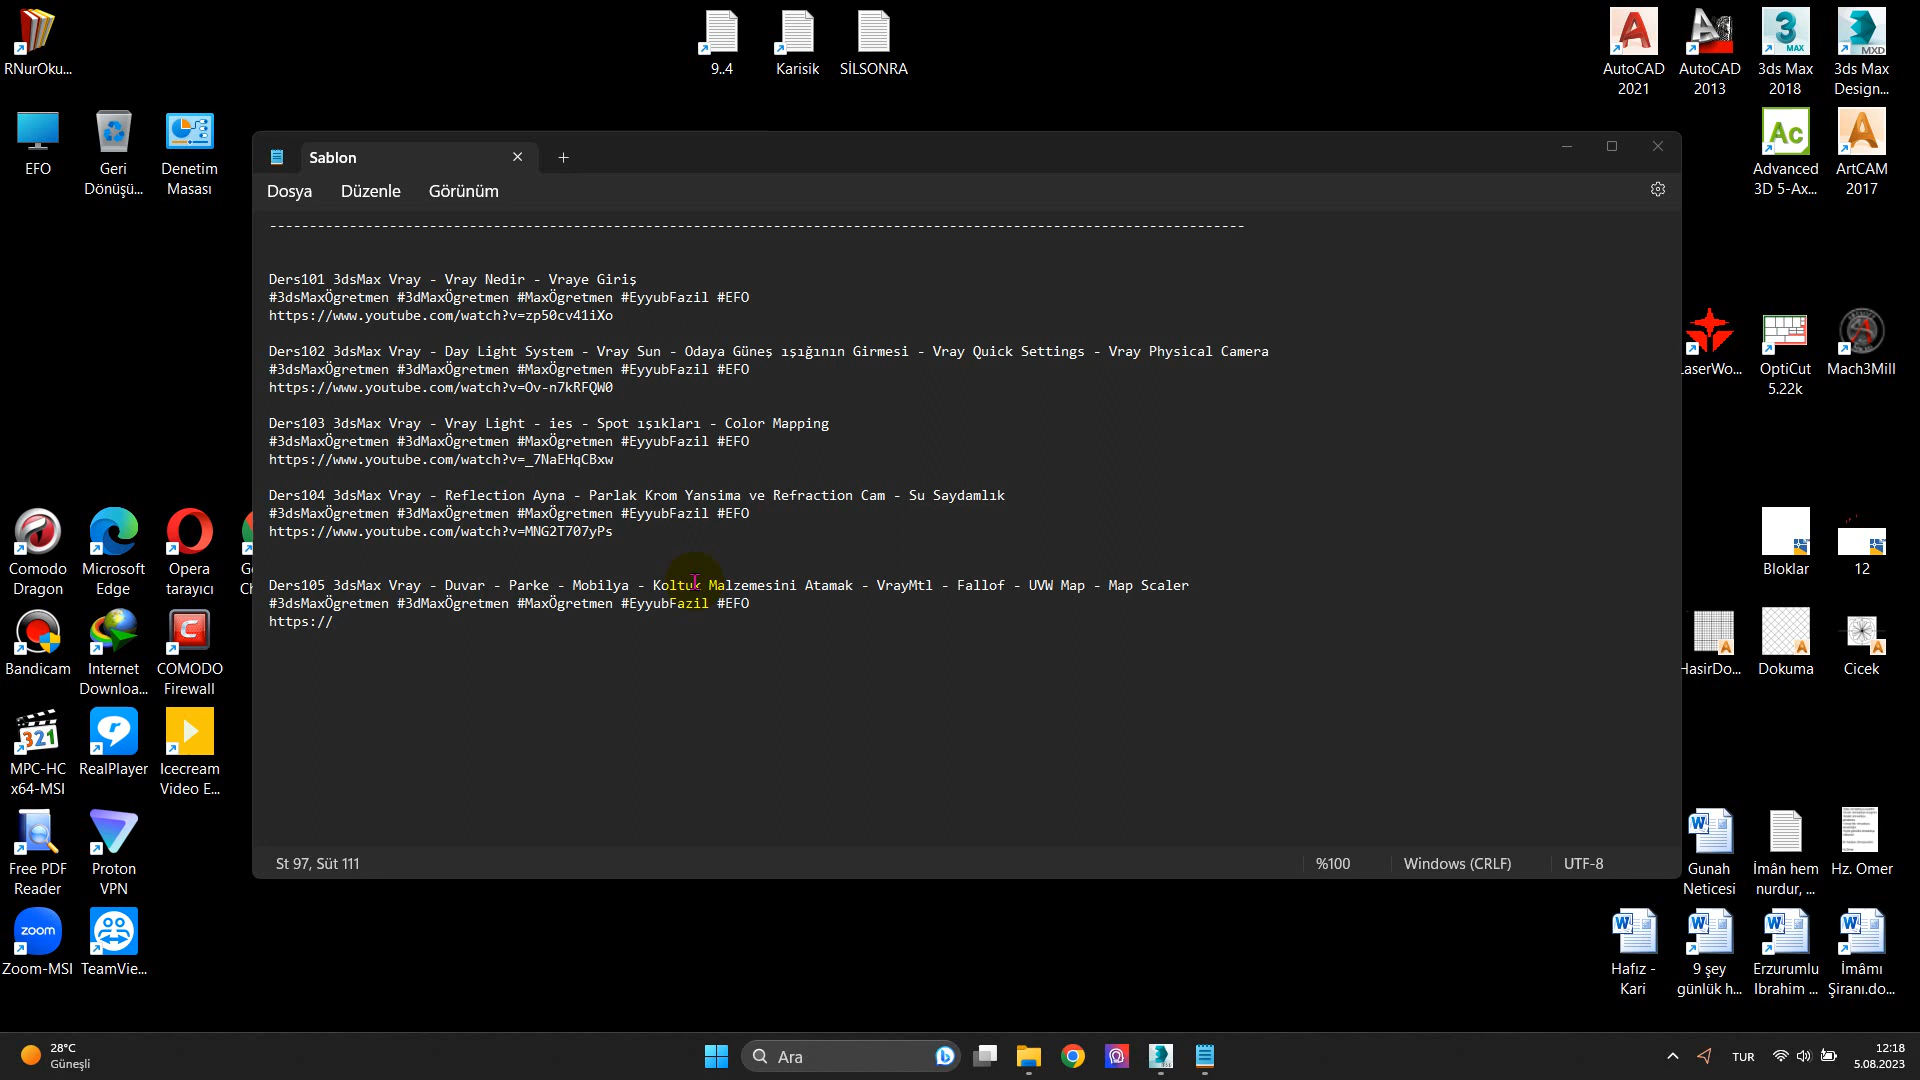 RNurOku...
9..4
Karisik
SİLSONRA
AutoCAD 2021
AutoCAD 2013
3ds Max 2018
3ds Max Design...
EFO
Geri Dönüşü...
Denetim Masası
Advanced 3D 5-Ax...
ArtCAM 2017
Sablon
Dosya Düzenle Görünüm
--------------------------------------------------------------------------------------------------------------------------
Ders101 3dsMax Vray - Vray Nedir - Vraye Giriş
#3dsMaxÖgretmen #3dMaxÖgretmen #MaxÖgretmen #EyyubFazil #EFO
https://www.youtube.com/watch?v=zp50cv41iXo
Ders102 3dsMax Vray - Day Light System - Vray Sun - Odaya Güneş ışığının Girmesi - Vray Quick Settings - Vray Physical Camera
#3dsMaxÖgretmen #3dMaxÖgretmen #MaxÖgretmen #EyyubFazil #EFO
https://www.youtube.com/watch?v=Ov-n7kRFQW0
Ders103 3dsMax Vray - Vray Light - ies - Spot ışıkları - Color Mapping
#3dsMaxÖgretmen #3dMaxÖgretmen #MaxÖgretmen #EyyubFazil #EFO
https://www.youtube.com/watch?v=_7NaEHqCBxw
Ders104 3dsMax Vray - Reflection Ayna - Parlak Krom Yansima ve Refraction Cam - Su Saydamlık
#3dsMaxÖgretmen #3dMaxÖgretmen #MaxÖgretmen #EyyubFazil #EFO
https://www.youtube.com/watch?v=MNG2T707yPs
Ders105 3dsMax Vray - Duvar - Parke - Mobilya - Koltuk Malzemesini Atamak - VrayMtl - Fallof - UVW Map - Map Scaler
#3dsMaxÖgretmen #3dMaxÖgretmen #MaxÖgretmen #EyyubFazil #EFO
https://
St 97, Süt 111
%100
Windows (CRLF)
UTF-8
OptiCut 5.22k
Mach3Mill
Comodo Dragon
Microsoft Edge
Opera tarayıcı
Bloklar
12
Bandicam
Internet Downloa...
COMODO Firewall
Dokuma
Cicek
MPC-HC x64-MSI
RealPlayer
Icecream Video E...
Free PDF Reader
Proton VPN
Gunah Neticesi
İmân hem nurdur, ...
Hz. Omer
zoom
Zoom-MSI
TeamVie...
Hafız - Kari
9 şey günlük h...
Erzurumlu Ibrahim ...
İmâmı Şiranı.do...
28°C
Güneşli
Ara
TUR
12:18
5.08.2023